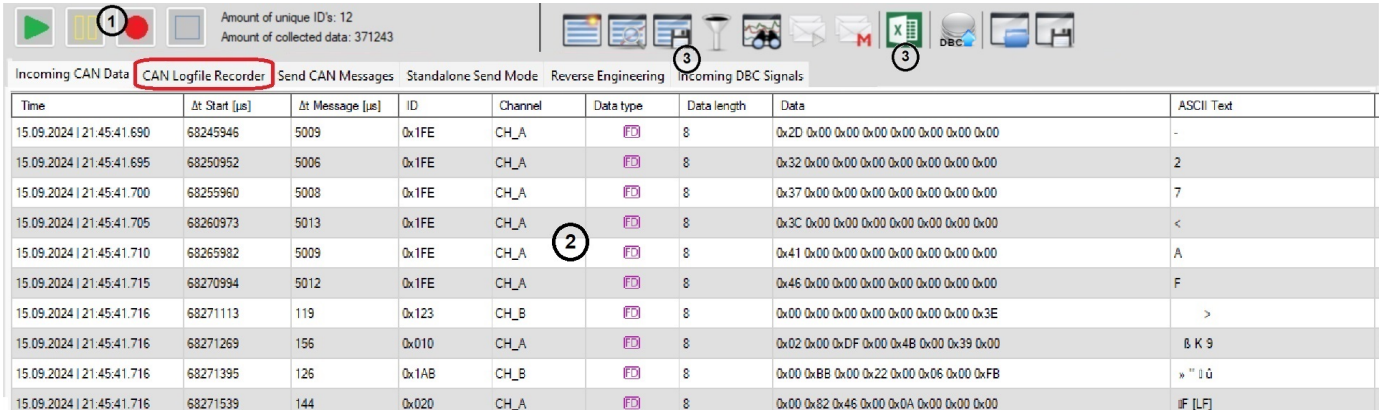 1
Amount of unique ID's: 12
Amount of collected data: 371243
M
DBC
3
3
Incoming CAN Data CAN Logfile Recorder Send CAN Messages Standalone Send Mode Reverse Engineering Incoming DBC Signals
Time Δt Start [µs] Δt Message [µs] ID Channel Data type Data length Data ASCII Text
15.09.2024 | 21:45:41.690 68245946 5009 0x1FE CH_A FD 8 0x2D 0x00 0x00 0x00 0x00 0x00 0x00 0x00 -
15.09.2024 | 21:45:41.695 68250952 5006 0x1FE CH_A FD 8 0x32 0x00 0x00 0x00 0x00 0x00 0x00 0x00 2
15.09.2024 | 21:45:41.700 68255960 5008 0x1FE CH_A FD 8 0x37 0x00 0x00 0x00 0x00 0x00 0x00 0x00 7
15.09.2024 | 21:45:41.705 68260973 5013 0x1FE CH_A FD 8 0x3C 0x00 0x00 0x00 0x00 0x00 0x00 0x00 <
2
15.09.2024 | 21:45:41.710 68265982 5009 0x1FE CH_A FD 8 0x41 0x00 0x00 0x00 0x00 0x00 0x00 0x00 A
15.09.2024 | 21:45:41.715 68270994 5012 0x1FE CH_A FD 8 0x46 0x00 0x00 0x00 0x00 0x00 0x00 0x00 F
15.09.2024 | 21:45:41.716 68271113 119 0x123 CH_B FD 8 0x00 0x00 0x00 0x00 0x00 0x00 0x00 0x3E >
15.09.2024 | 21:45:41.716 68271269 156 0x010 CH_A FD 8 0x02 0x00 0xDF 0x00 0x4B 0x00 0x39 0x00 ß K 9
15.09.2024 | 21:45:41.716 68271395 126 0x1AB CH_B FD 8 0x00 0xBB 0x00 0x22 0x00 0x06 0x00 0xFB » " û
15.09.2024 | 21:45:41.716 68271539 144 0x020 CH_A FD 8 0x00 0x82 0x46 0x00 0x0A 0x00 0x00 0x00 F [LF]